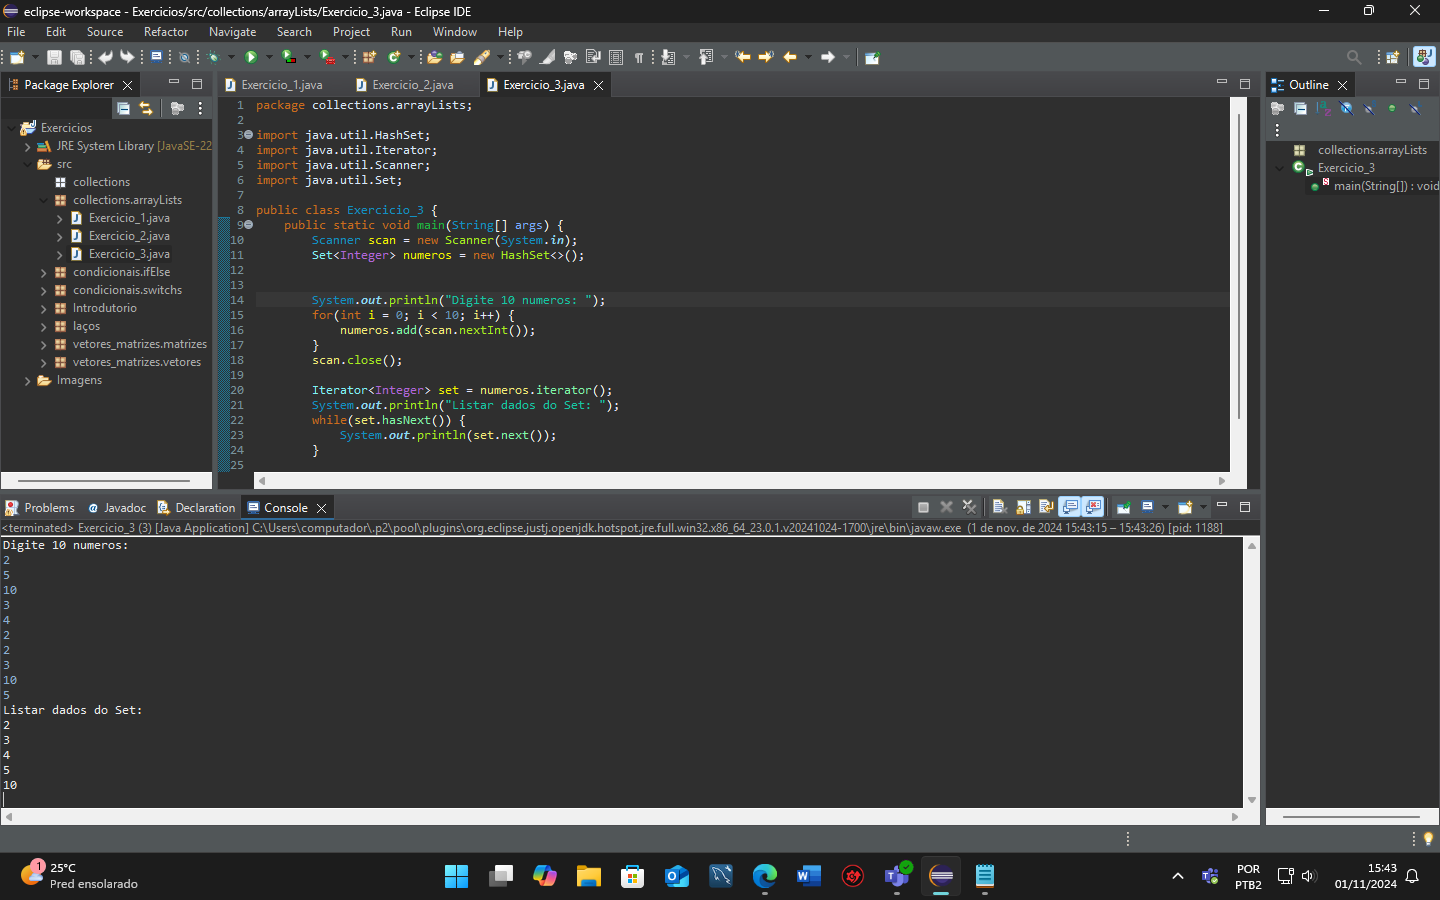 eclipse-workspace - Exercicios/src/collections/arrayLists/Exercicio_3.java - Eclipse IDE
File Edit Source Refactor Navigate Search Project Run Window Help
Package Explorer
Exercicios
JRE System Library [JavaSE-22
src
collections
collections.arrayLists
Exercicio_1.java
Exercicio_2.java
Exercicio_3.java
condicionais.ifElse
condicionais.switchs
Introdutorio
laços
vetores_matrizes.matrizes
vetores_matrizes.vetores
Imagens
Exercicio_1.java Exercicio_2.java Exercicio_3.java
1 package collections.arrayLists;
2
3 import java.util.HashSet;
4 import java.util.Iterator;
5 import java.util.Scanner;
6 import java.util.Set;
7
8 public class Exercicio_3 {
9 public static void main(String[] args) {
10 Scanner scan = new Scanner(System.in);
11 Set<Integer> numeros = new HashSet<>();
12
13
14 System.out.println("Digite 10 numeros: ");
15 for(int i = 0; i < 10; i++) {
16 numeros.add(scan.nextInt());
17 }
18 scan.close();
19
20 Iterator<Integer> set = numeros.iterator();
21 System.out.println("Listar dados do Set: ");
22 while(set.hasNext()) {
23 System.out.println(set.next());
24 }
25
Outline
collections.arrayLists
Exercicio_3
main(String[]) : void
Problems Javadoc Declaration Console
<terminated> Exercicio_3 (3) [Java Application] C:\Users\computador\.p2\pool\plugins\org.eclipse.justj.openjdk.hotspot.jre.full.win32.x86_64_23.0.1.v20241024-1700\jre\bin\javaw.exe (1 de nov. de 2024 15:43:15 – 15:43:26) [pid: 1188]
Digite 10 numeros:
2
5
10
3
4
2
2
3
10
5
Listar dados do Set:
2
3
4
5
10
1
25°C
Pred ensolarado
POR
PTB2
15:43
01/11/2024